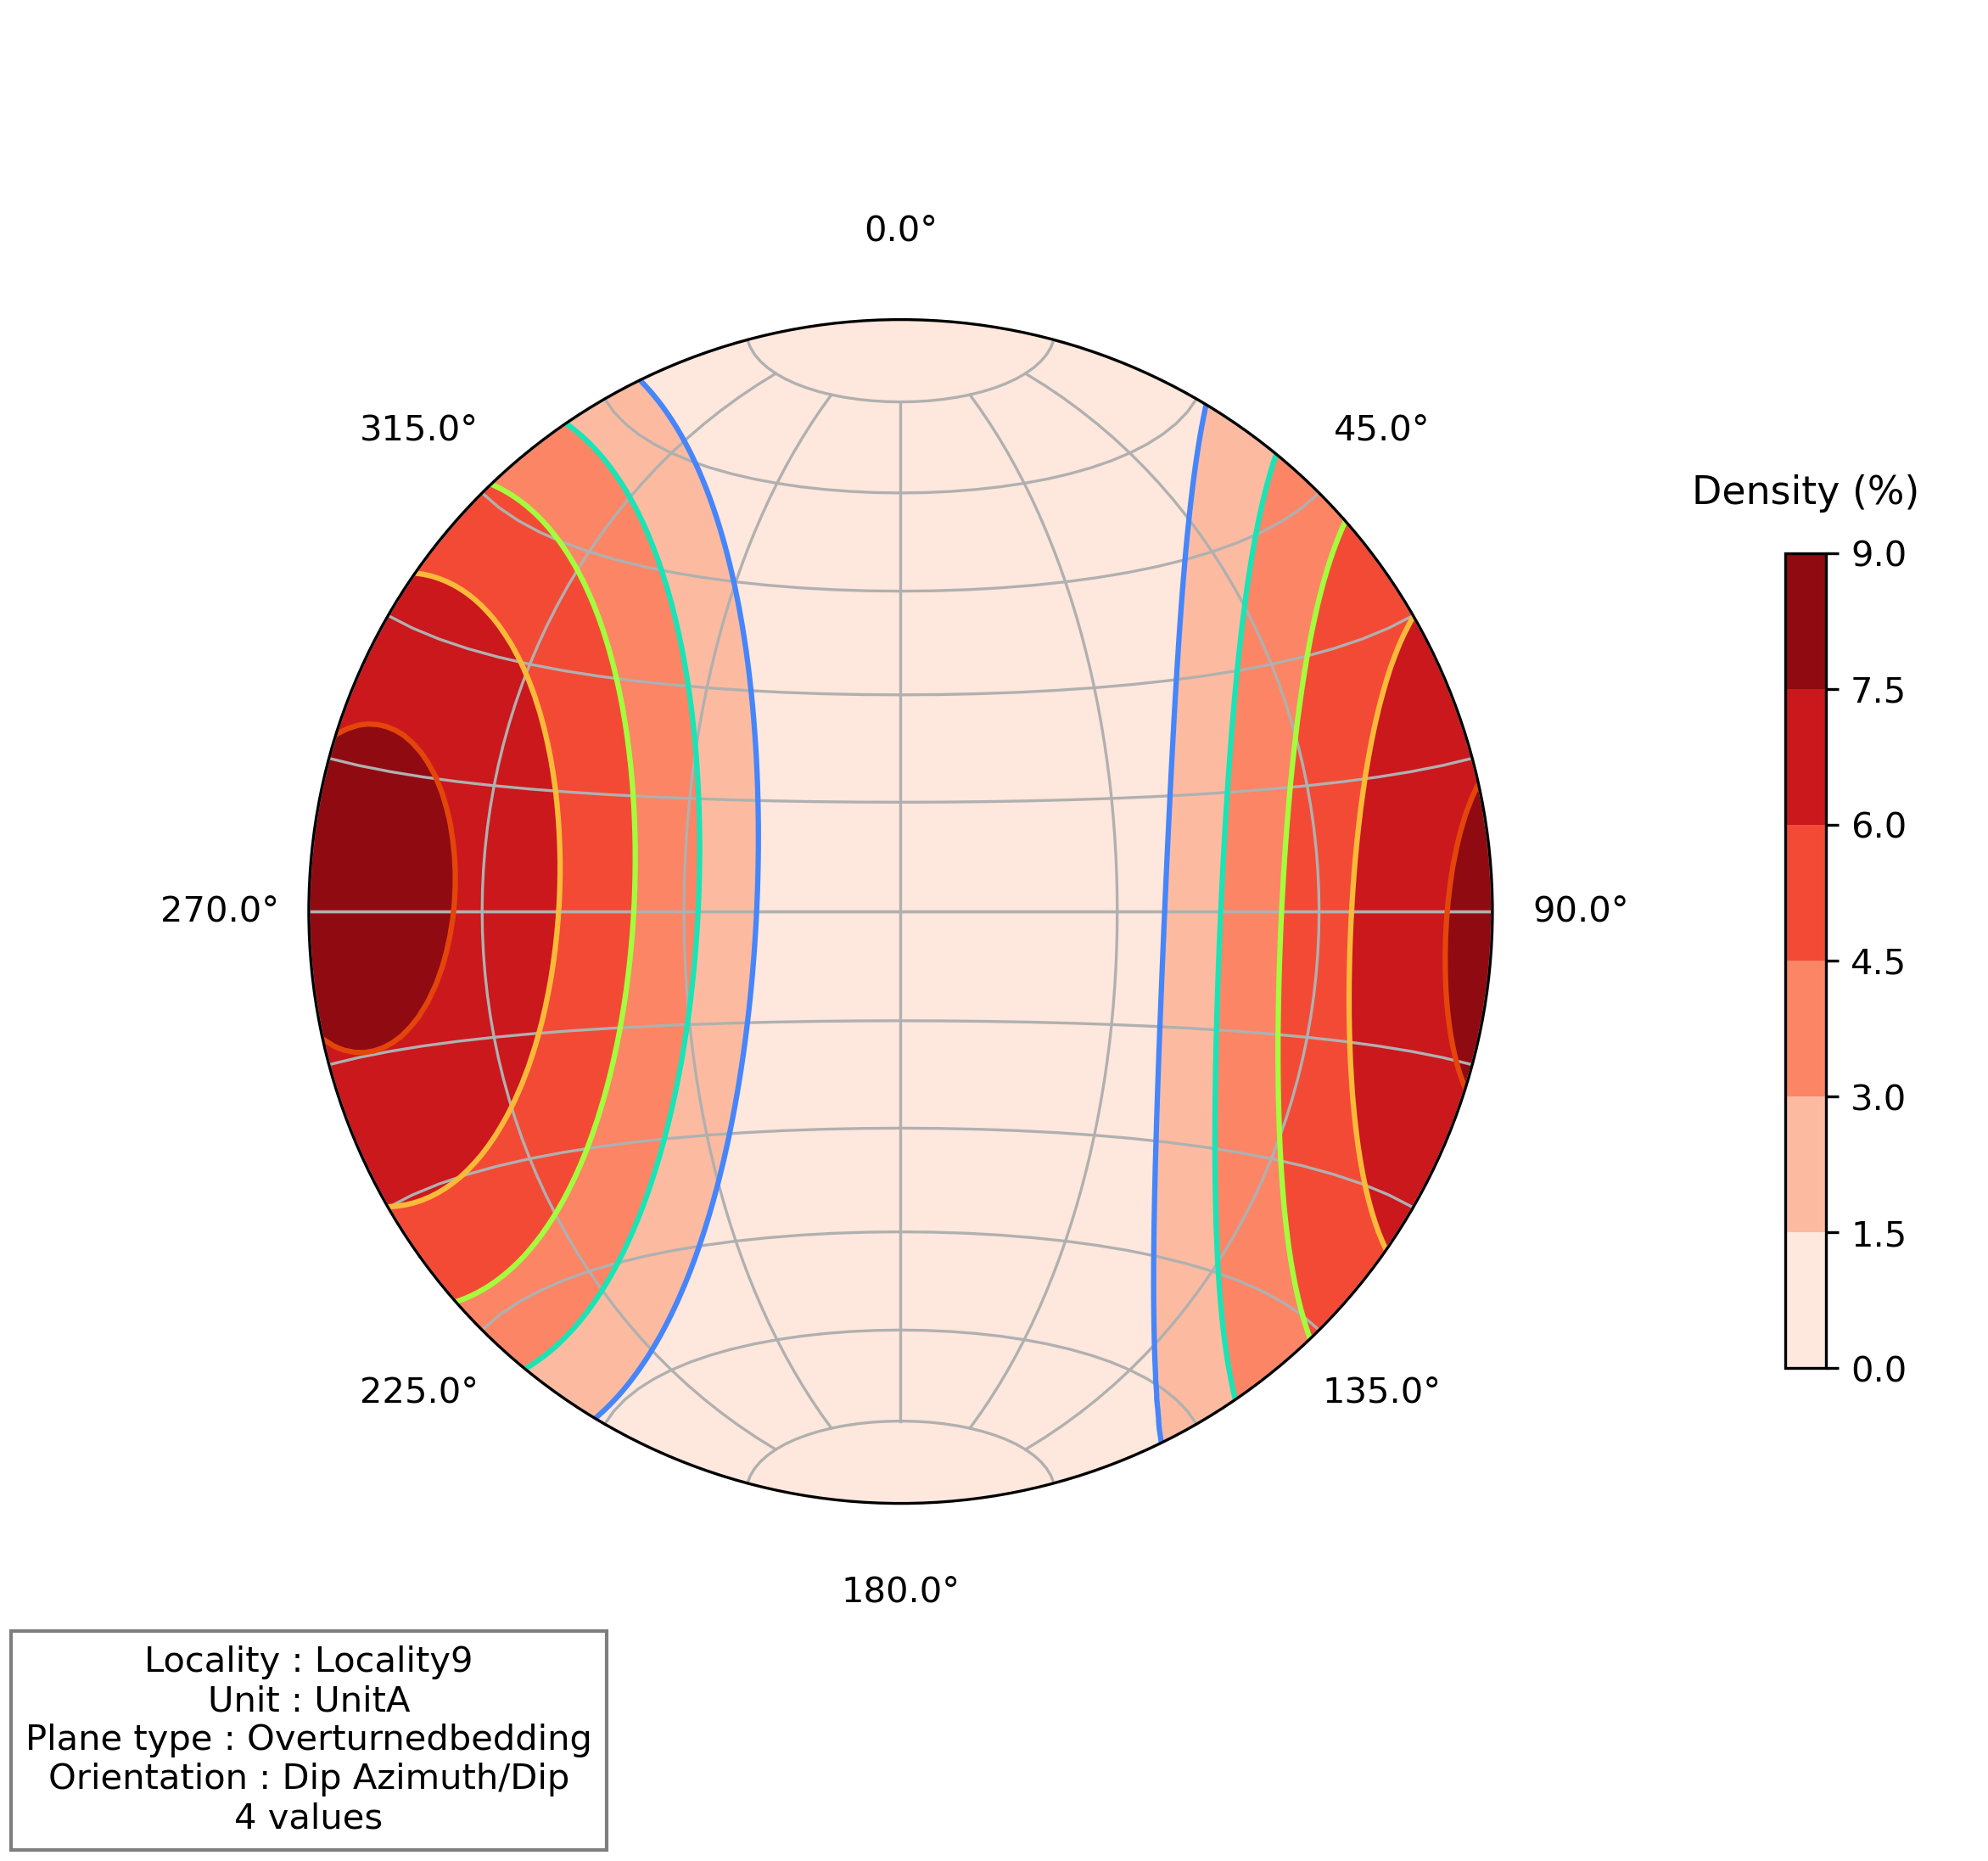 0.0°
315.0°
45.0°
Density (%)
9.0
7.5
6.0
270.0°
90.0°
4.5
3.0
1.5
0.0
225.0°
135.0°
180.0°
Locality : Locality9
Unit : UnitA
Plane type : Overturnedbedding
Orientation : Dip Azimuth/Dip
4 values